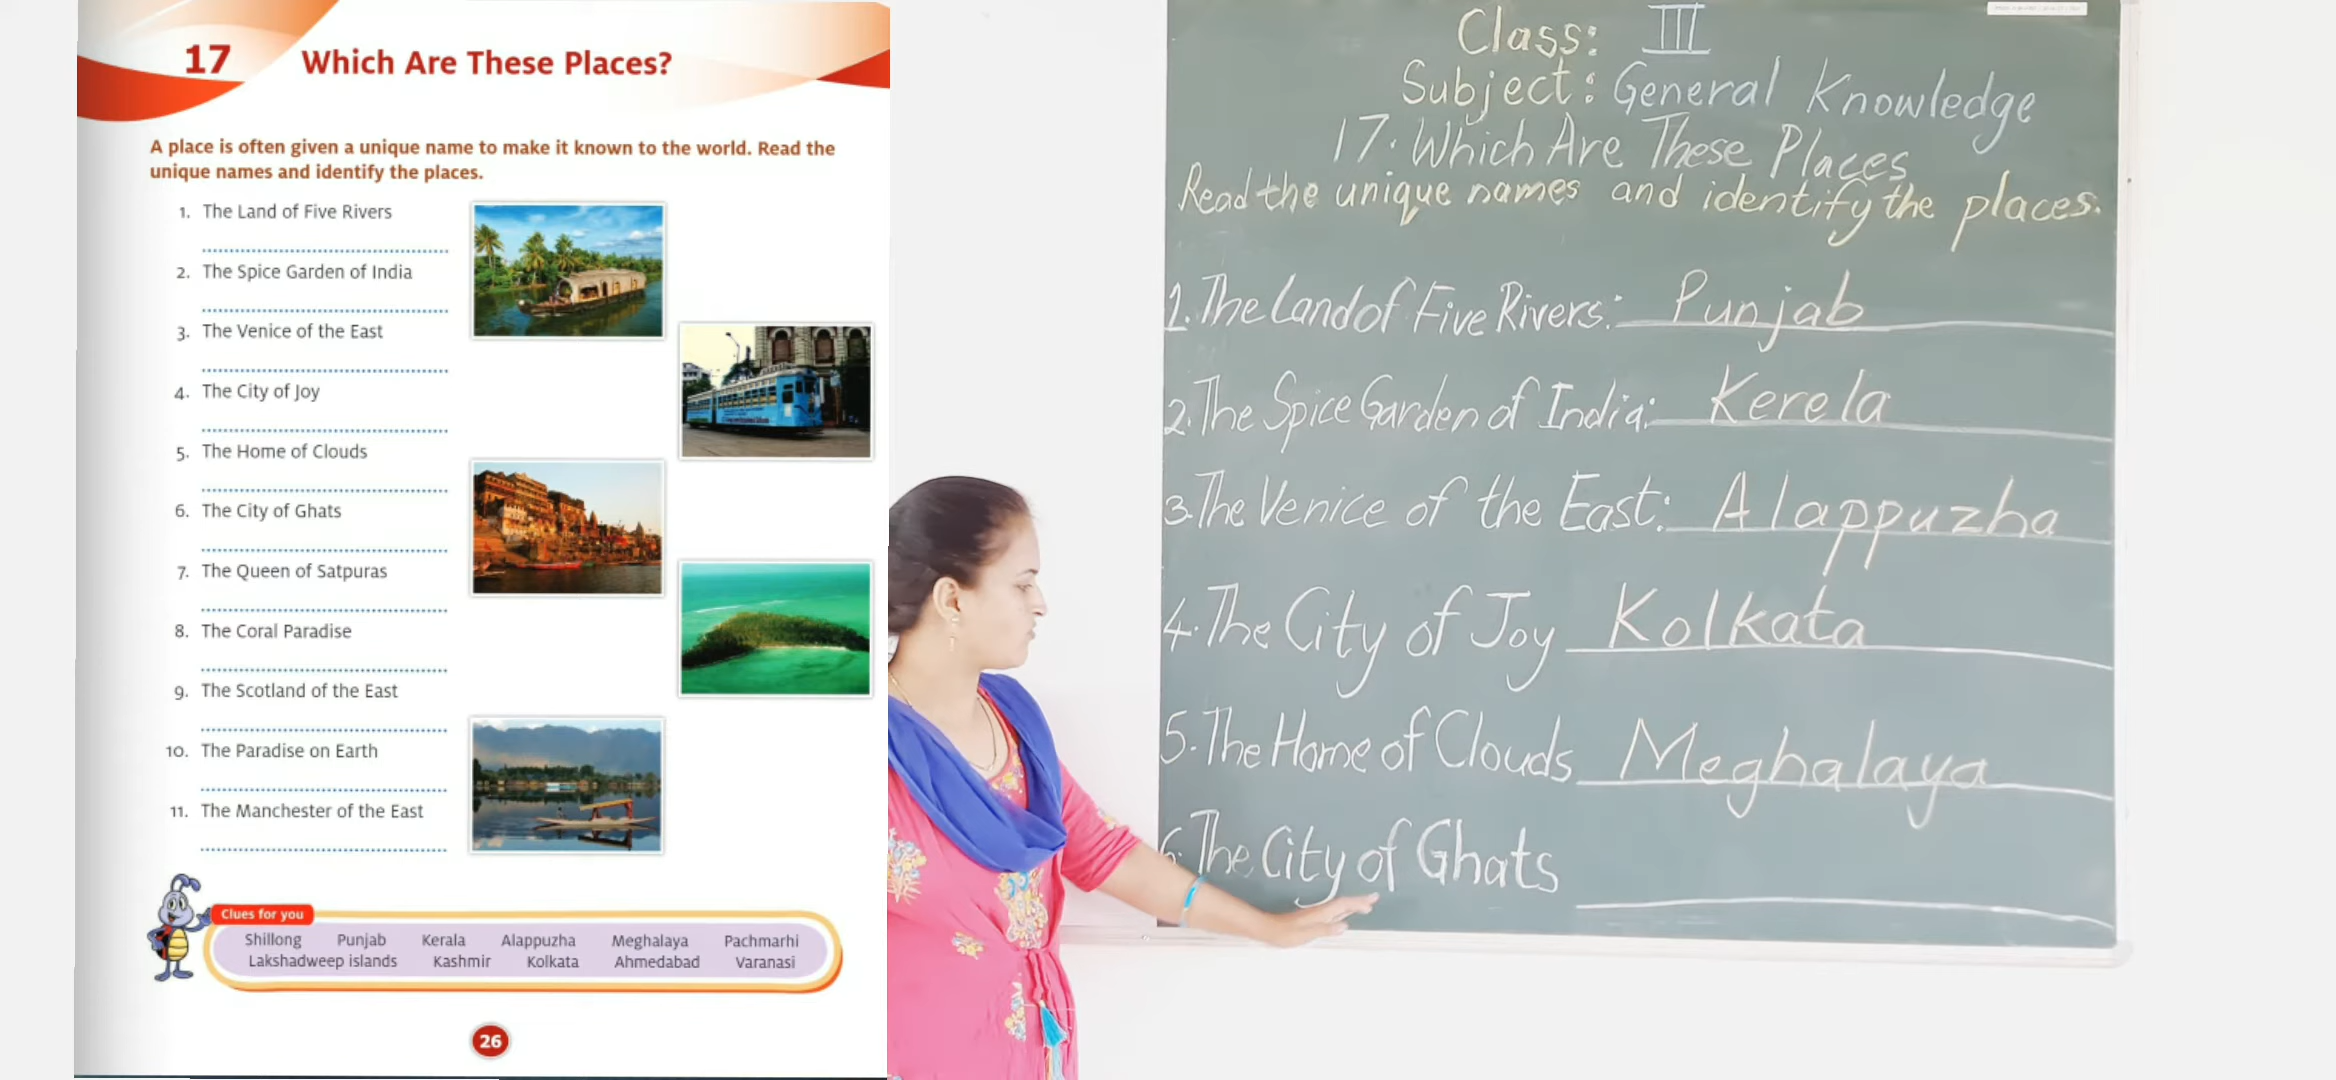 17 Which Are These Places?
A place is often given a unique name to make it known to the world. Read the
unique names and identify the places.
1. The Land of Five Rivers
2. The Spice Garden of India
3. The Venice of the East
4. The City of Joy
5. The Home of Clouds
6. The City of Ghats
7. The Queen of Satpuras
8. The Coral Paradise
9. The Scotland of the East
10. The Paradise on Earth
11. The Manchester of the East
Clues for you
Shillong Punjab Kerala Alappuzha Meghalaya Pachmarhi
Lakshadweep islands Kashmir Kolkata Ahmedabad Varanasi
26
Class: III
Subject: General Knowledge
17. Which Are These Places
Read the unique names and identify the places.
1. The Land of Five Rivers: Punjab
2. The Spice Garden of India: Kerela
3. The Venice of the East: Alappuzha
4. The City of Joy Kolkata
5. The Home of Clouds Meghalaya
6. The City of Ghats